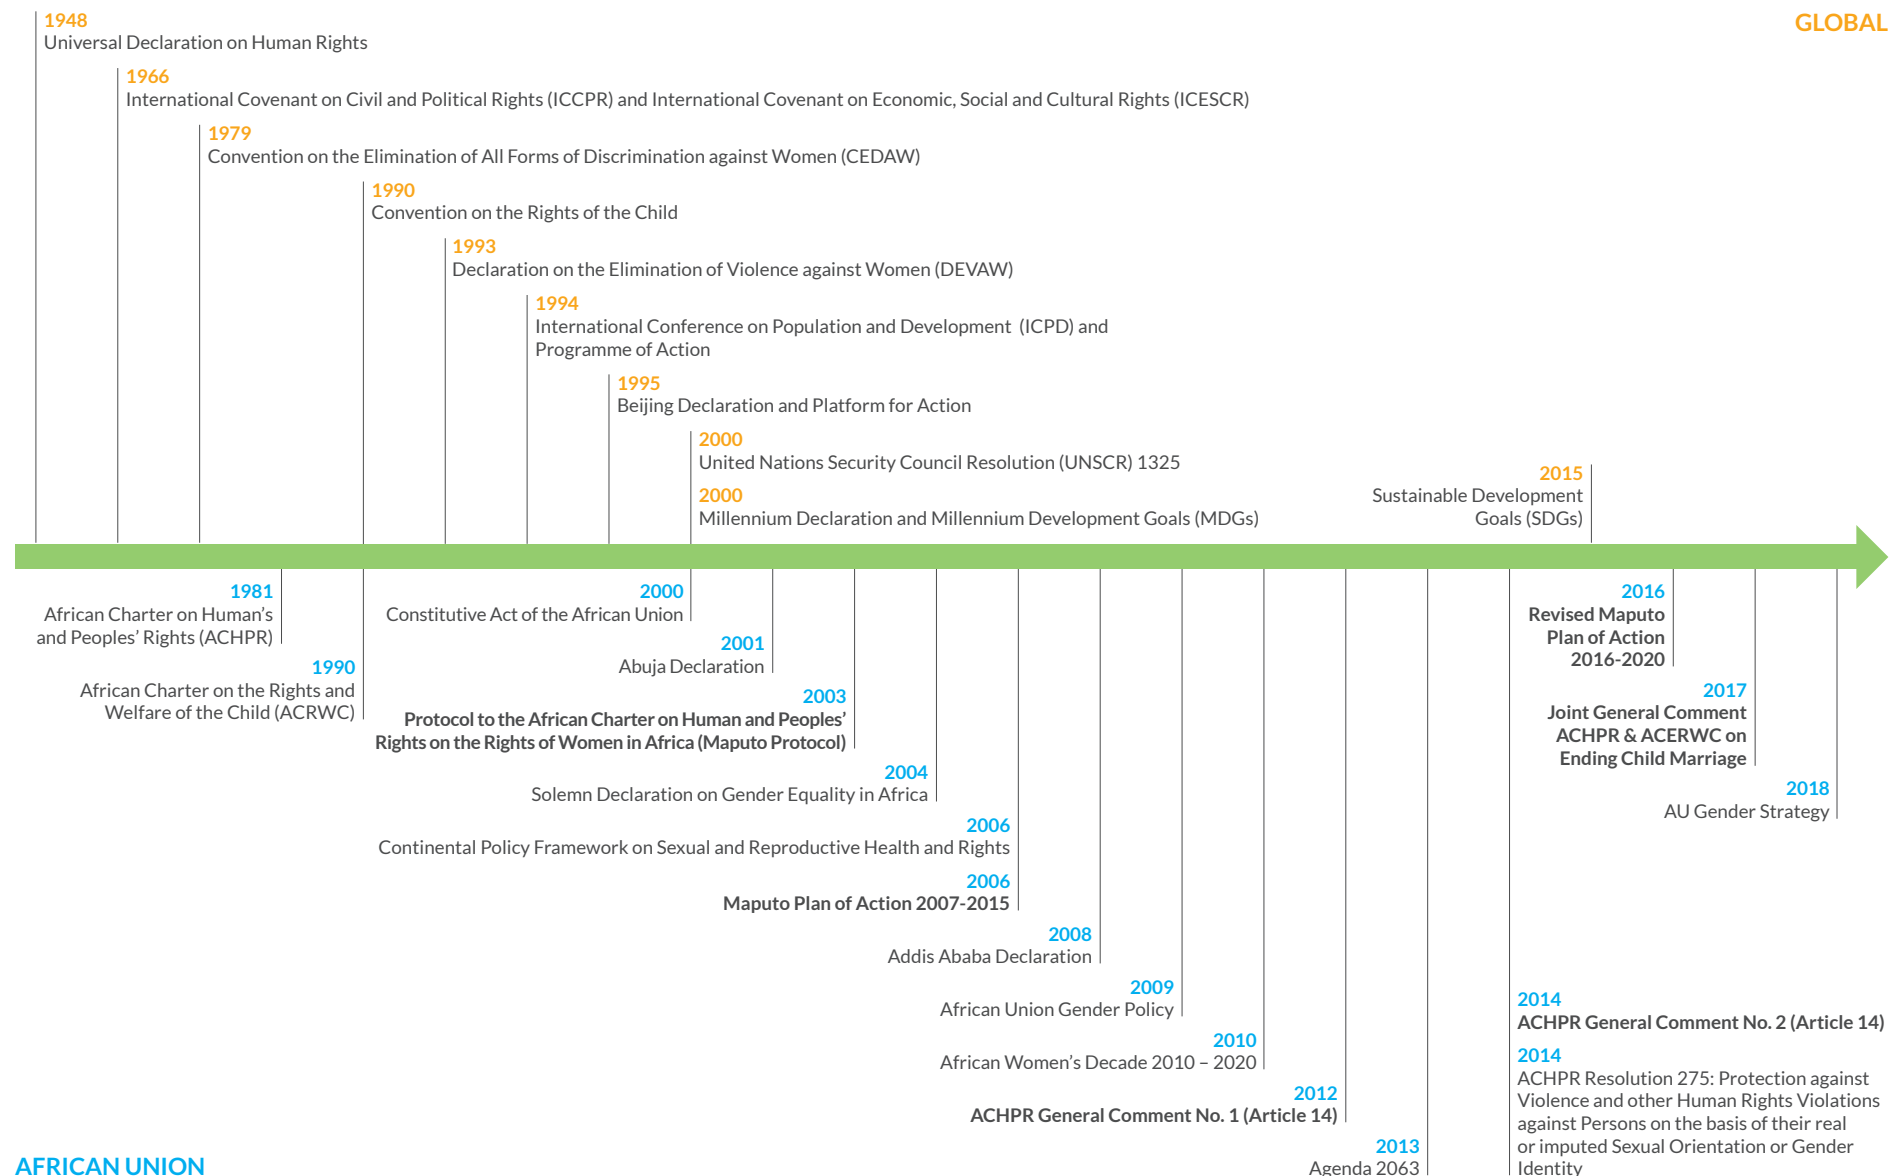 1948
Universal Declaration on Human Rights
GLOBAL
1966
International Covenant on Civil and Political Rights (ICCPR) and International Covenant on Economic, Social and Cultural Rights (ICESCR)
1979
Convention on the Elimination of All Forms of Discrimination against Women (CEDAW)
1990
Convention on the Rights of the Child
1993
Declaration on the Elimination of Violence against Women (DEVAW)
1994
International Conference on Population and Development (ICPD) and
Programme of Action
1995
Beijing Declaration and Platform for Action
2000
United Nations Security Council Resolution (UNSCR) 1325
2000
Millennium Declaration and Millennium Development Goals (MDGs)
2015
Sustainable Development
Goals (SDGs)
1981
African Charter on Human's
and Peoples' Rights (ACHPR)
1990
African Charter on the Rights and
Welfare of the Child (ACRWC)
2000
Constitutive Act of the African Union
2001
Abuja Declaration
2003
Protocol to the African Charter on Human and Peoples'
Rights on the Rights of Women in Africa (Maputo Protocol)
2004
Solemn Declaration on Gender Equality in Africa
2006
Continental Policy Framework on Sexual and Reproductive Health and Rights
2006
Maputo Plan of Action 2007-2015
2008
Addis Ababa Declaration
2009
African Union Gender Policy
2010
African Women's Decade 2010 – 2020
2012
ACHPR General Comment No. 1 (Article 14)
2013
Agenda 2063
2014
ACHPR General Comment No. 2 (Article 14)
2014
ACHPR Resolution 275: Protection against
Violence and other Human Rights Violations
against Persons on the basis of their real
or imputed Sexual Orientation or Gender
Identity
2016
Revised Maputo
Plan of Action
2016-2020
2017
Joint General Comment
ACHPR & ACERWC on
Ending Child Marriage
2018
AU Gender Strategy
AFRICAN UNION